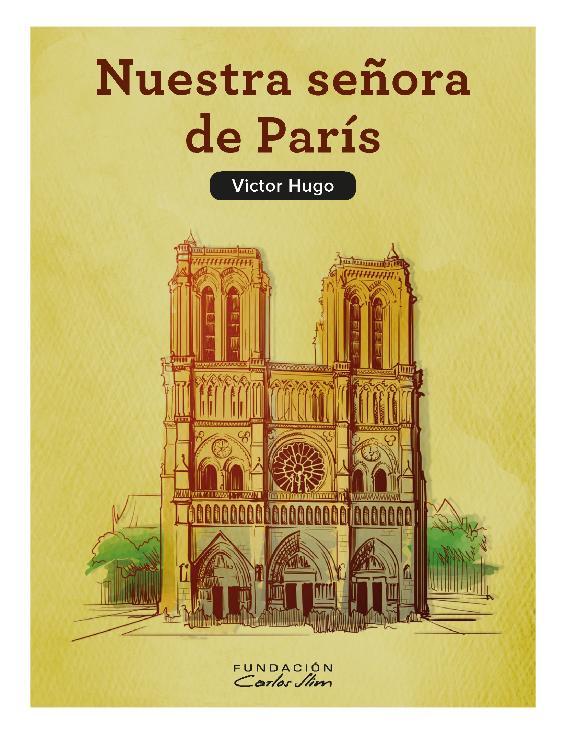 Nuestra señora
de París
Victor Hugo
FUNDACIÓN
Carlos Slim